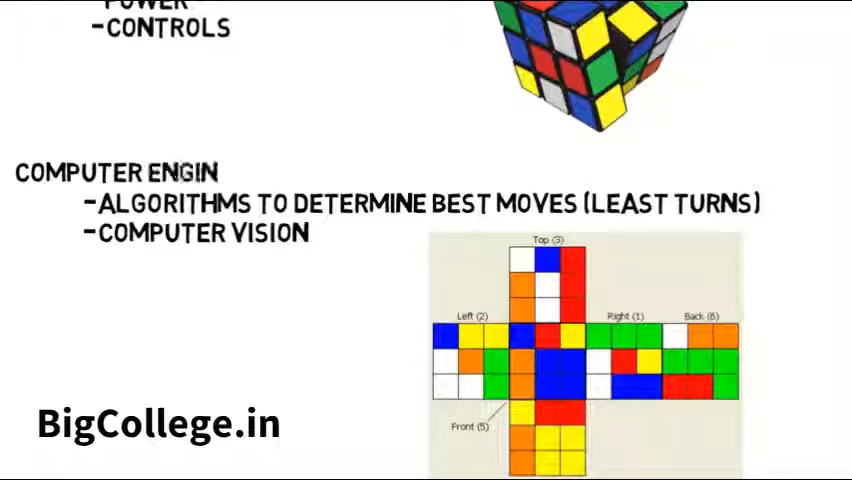 POWER
-CONTROLS
COMPUTER ENGIN
-ALGORITHMS TO DETERMINE BEST MOVES (LEAST TURNS)
-COMPUTER VISION
Top (3)
Left (2)
Right (1)
Back (6)
Front (5)
BigCollege.in